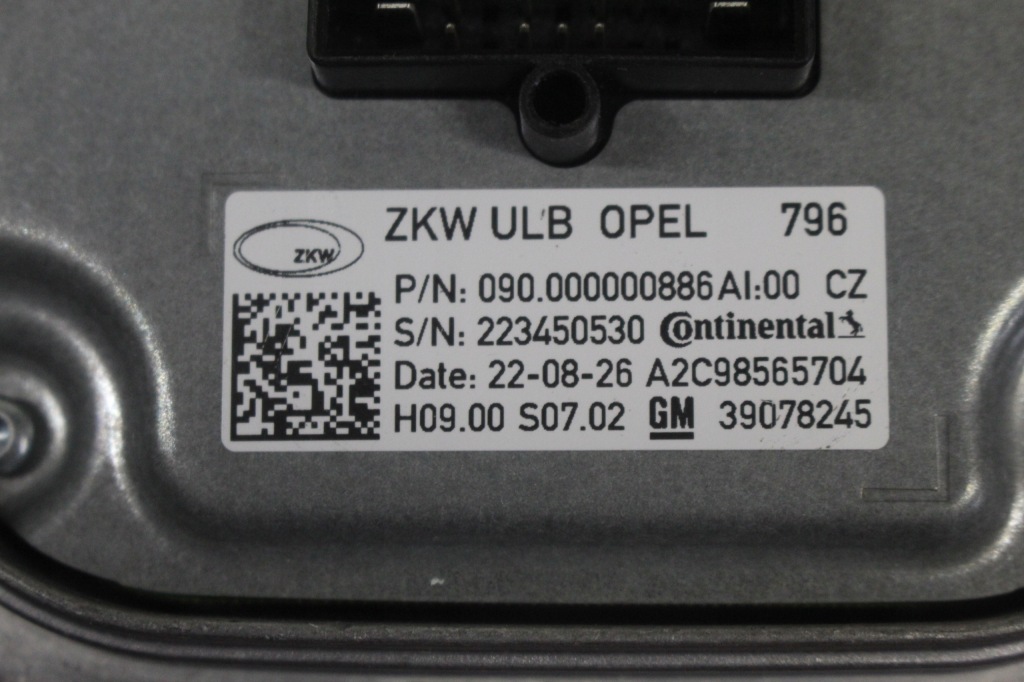 ZKW ULB OPEL 796
ZKW
P/N: 090.000000886 AI:00 CZ
S/N: 223450530 Continental
Date: 22-08-26 A2C98565704
H09.00 S07.02 GM 39078245